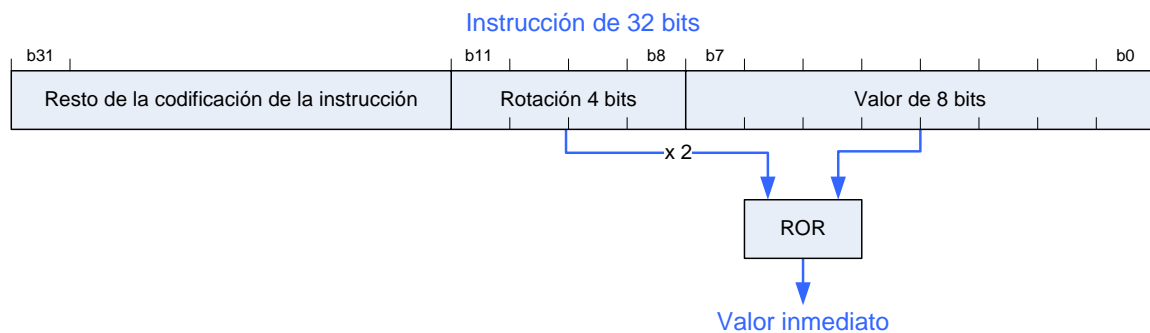 Instrucción de 32 bits
b31 b11 b8 b7 b0
Resto de la codificación de la instrucción Rotación 4 bits Valor de 8 bits
x 2
ROR
Valor inmediato